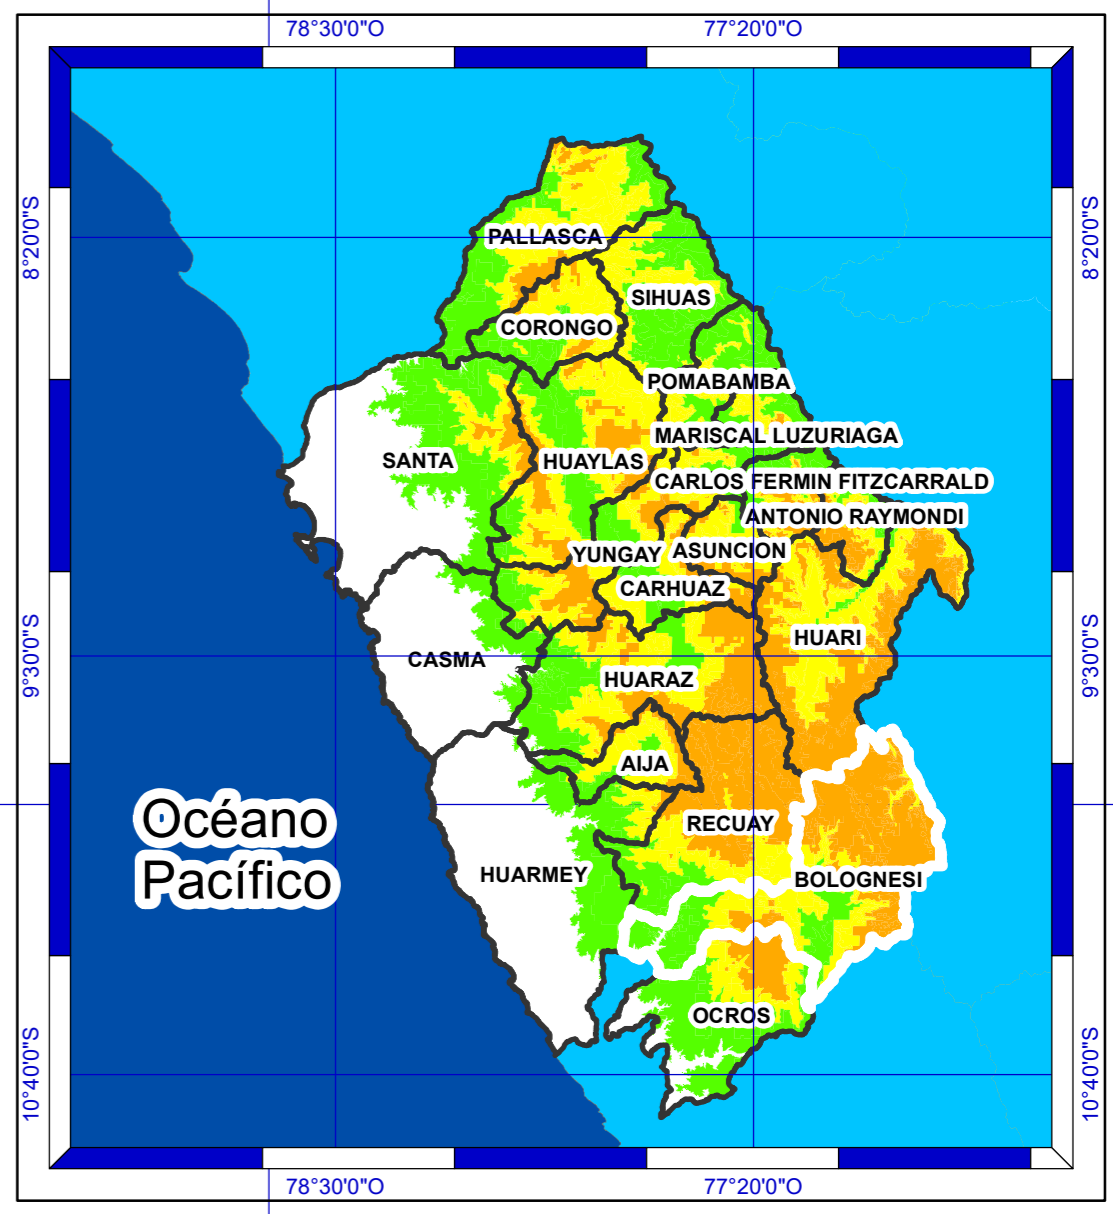 78°30'0"O
77°20'0"O
8°20'0"S
8°20'0"S
PALLASCA
SIHUAS
CORONGO
POMABAMBA
MARISCAL LUZURIAGA
SANTA
HUAYLAS
CARLOS FERMIN FITZCARRALD
ANTONIO RAYMONDI
YUNGAY
ASUNCION
CARHUAZ
HUARI
9°30'0"S
9°30'0"S
CASMA
HUARAZ
AIJA
Océano
Pacífico
RECUAY
HUARMEY
BOLOGNESI
OCROS
10°40'0"S
10°40'0"S
78°30'0"O
77°20'0"O